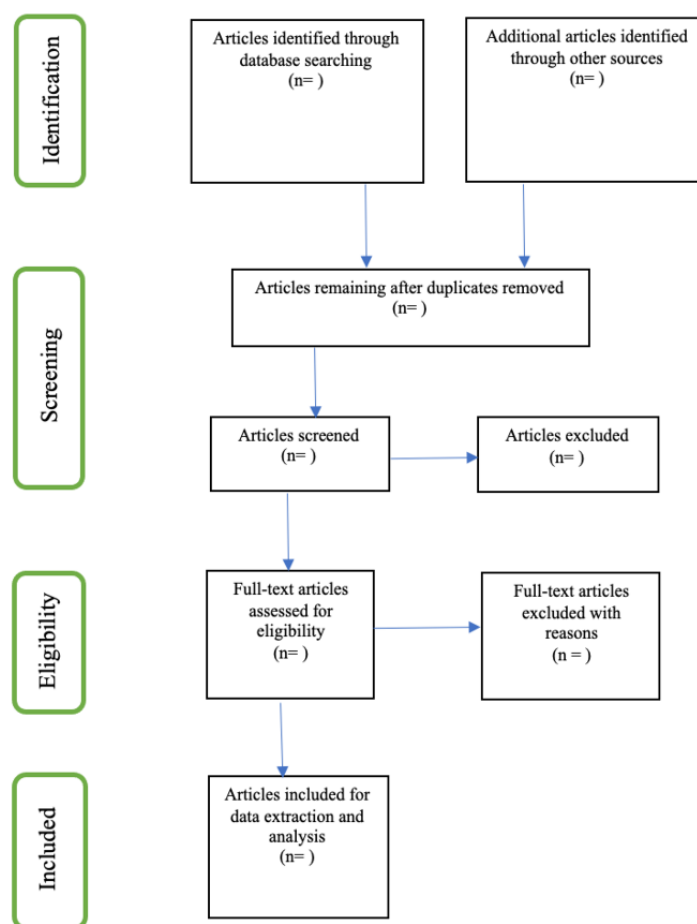 Identification
Articles identified through
database searching
(n= )
Additional articles identified
through other sources
(n= )
Screening
Articles remaining after duplicates removed
(n= )
Articles screened
(n= )
Articles excluded
(n= )
Eligibility
Full-text articles
assessed for
eligibility
(n= )
Full-text articles
excluded with
reasons
(n = )
Included
Articles included for
data extraction and
analysis
(n= )